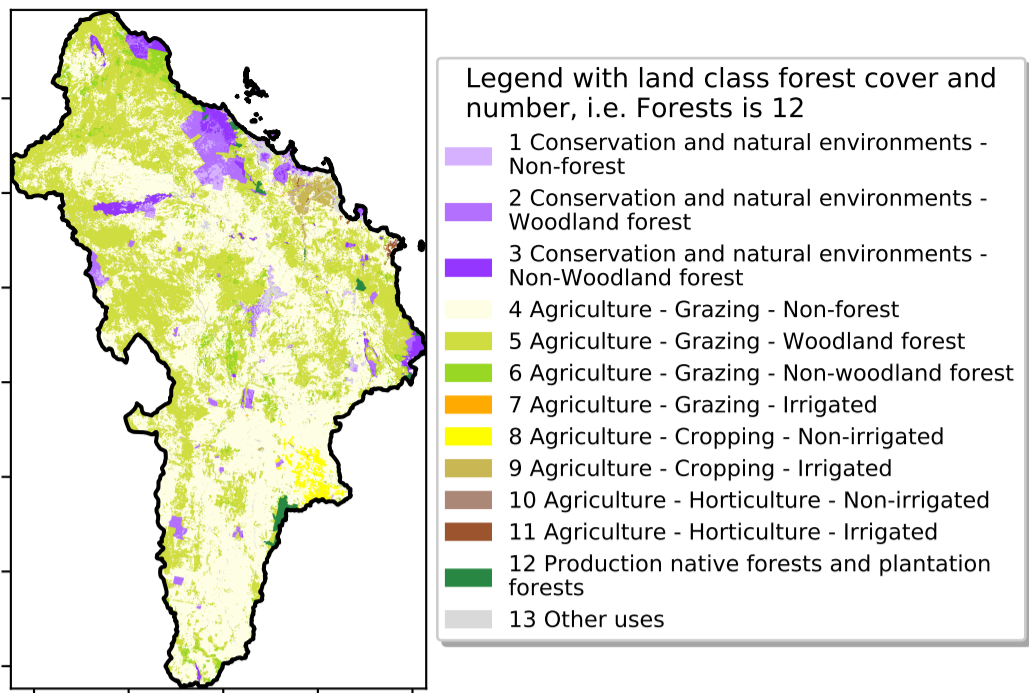 Legend with land class forest cover and
number, i.e. Forests is 12
1 Conservation and natural environments -
Non-forest
2 Conservation and natural environments -
Woodland forest
3 Conservation and natural environments -
Non-Woodland forest
4 Agriculture - Grazing - Non-forest
5 Agriculture - Grazing - Woodland forest
6 Agriculture - Grazing - Non-woodland forest
7 Agriculture - Grazing - Irrigated
8 Agriculture - Cropping - Non-irrigated
9 Agriculture - Cropping - Irrigated
10 Agriculture - Horticulture - Non-irrigated
11 Agriculture - Horticulture - Irrigated
12 Production native forests and plantation
forests
13 Other uses